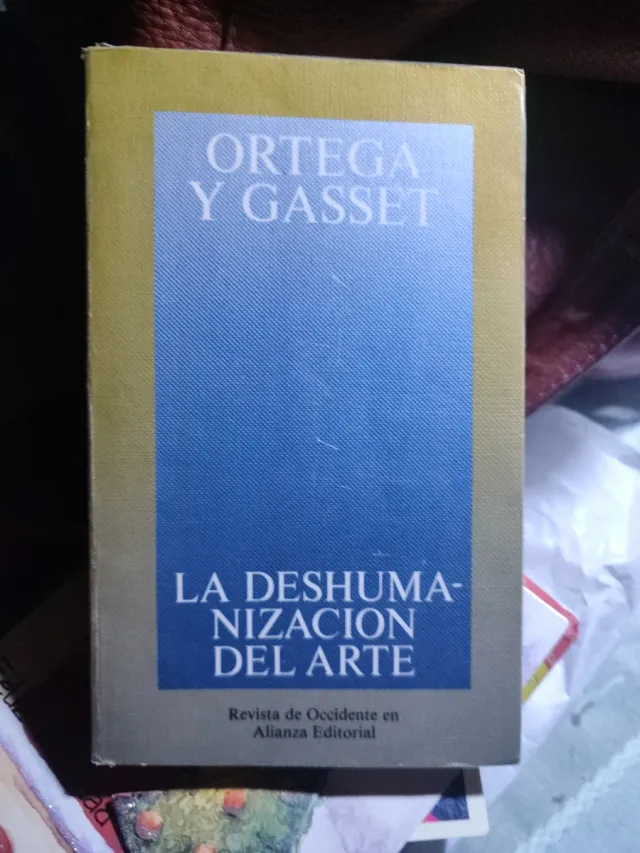 ORTEGA
Y GASSET
LA DESHUMA-
NIZACION
DEL ARTE
Revista de Occidente en
Alianza Editorial